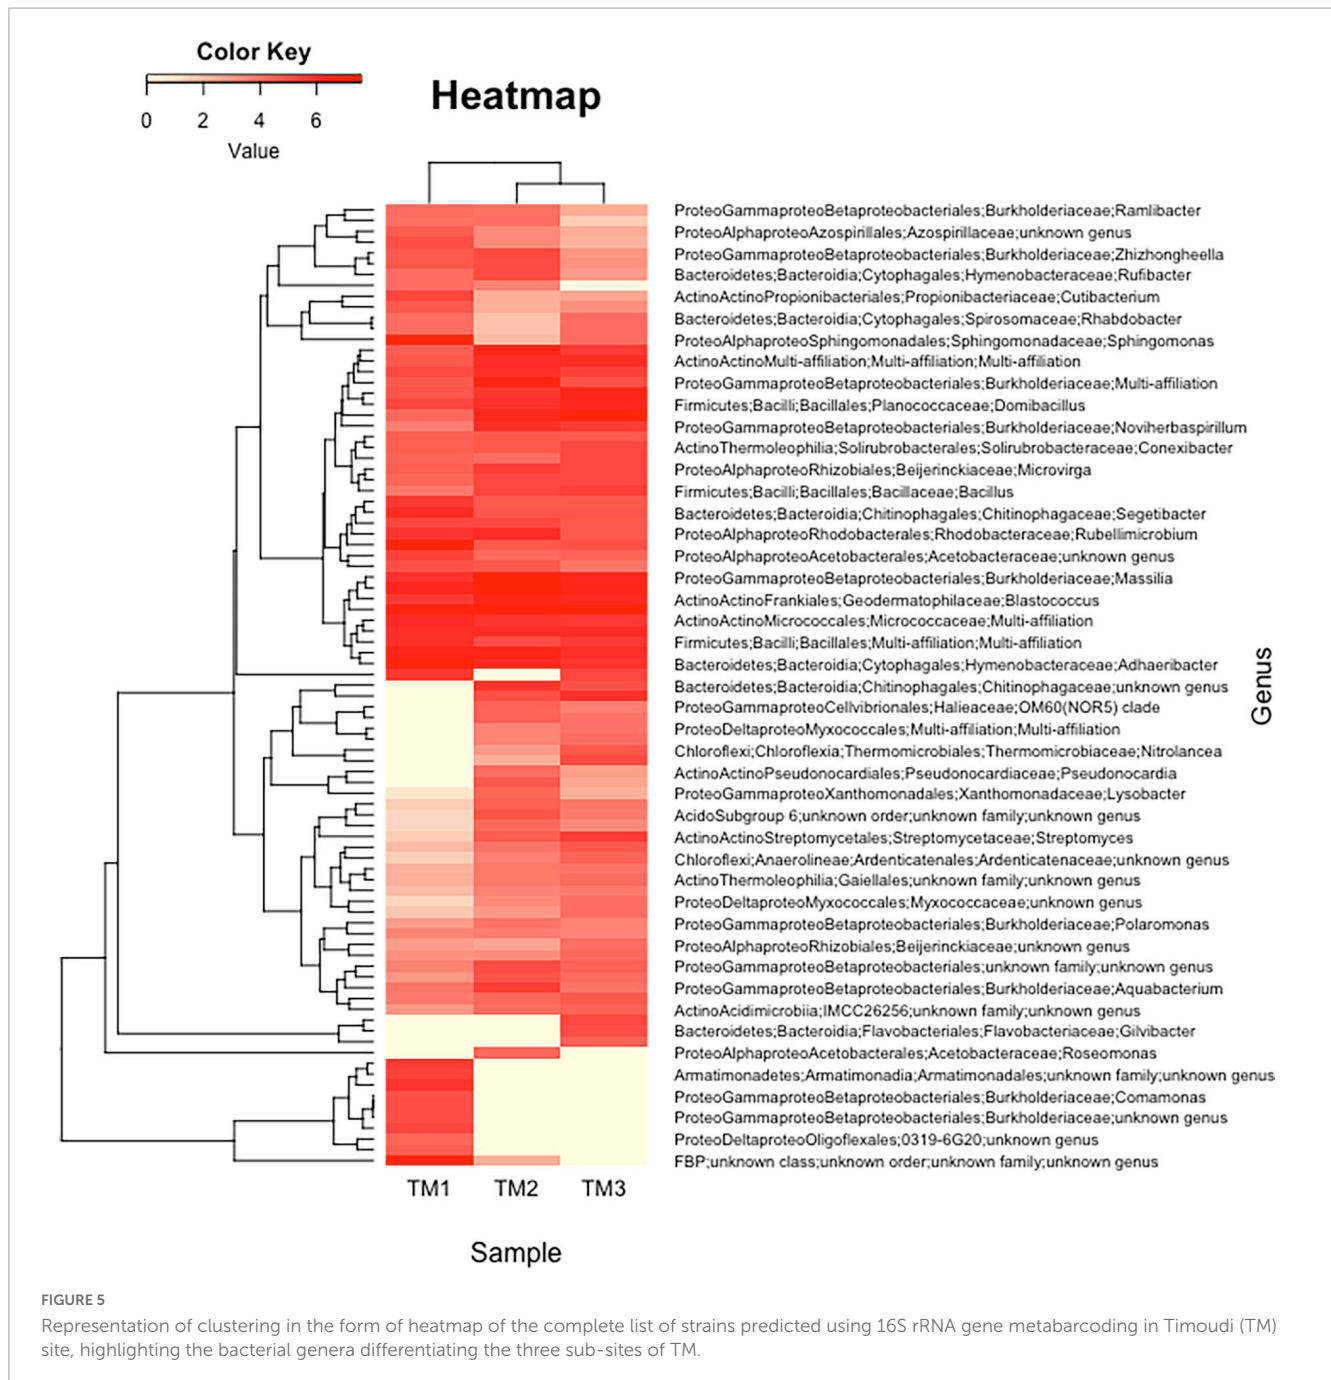 Color Key
0 2 4 6
Value
Heatmap
ProteoGammaproteoBetaproteobacteriales;Burkholderiaceae;Ramlibacter
ProteoAlphaproteoAzospirillales;Azospirillaceae;unknown genus
ProteoGammaproteoBetaproteobacteriales;Burkholderiaceae;Zhizhongheella
Bacteroidetes;Bacteroidia;Cytophagales;Hymenobacteraceae;Rufibacter
ActinoActinoPropionibacteriales;Propionibacteriaceae;Cutibacterium
Bacteroidetes;Bacteroidia;Cytophagales;Spirosomaceae;Rhabdobacter
ProteoAlphaproteoSphingomonadales;Sphingomonadaceae;Sphingomonas
ActinoActinoMulti-affiliation;Multi-affiliation;Multi-affiliation
ProteoGammaproteoBetaproteobacteriales;Burkholderiaceae;Multi-affiliation
Firmicutes;Bacilli;Bacillales;Planococcaceae;Domibacillus
ProteoGammaproteoBetaproteobacteriales;Burkholderiaceae;Noviherbaspirillum
ActinoThermoleophilia;Solirubrobacterales;Solirubrobacteraceae;Conexibacter
ProteoAlphaproteoRhizobiales;Beijerinckiaceae;Microvirga
Firmicutes;Bacilli;Bacillales;Bacillaceae;Bacillus
Bacteroidetes;Bacteroidia;Chitinophagales;Chitinophagaceae;Segetibacter
ProteoAlphaproteoRhodobacterales;Rhodobacteraceae;Rubellimicrobium
ProteoAlphaproteoAcetobacterales;Acetobacteraceae;unknown genus
ProteoGammaproteoBetaproteobacteriales;Burkholderiaceae;Massilia
ActinoActinoFrankiales;Geodermatophilaceae;Blastococcus
ActinoActinoMicrococcales;Micrococcaceae;Multi-affiliation
Firmicutes;Bacilli;Bacillales;Multi-affiliation;Multi-affiliation
Bacteroidetes;Bacteroidia;Cytophagales;Hymenobacteraceae;Adhaeribacter
Bacteroidetes;Bacteroidia;Chitinophagales;Chitinophagaceae;unknown genus
ProteoGammaproteoCellvibrionales;Halieaceae;OM60(NOR5) clade
ProteoDeltaproteoMyxococcales;Multi-affiliation;Multi-affiliation
Chloroflexi;Chloroflexia;Thermomicrobiales;Thermomicrobiaceae;Nitrolancea
ActinoActinoPseudonocardiales;Pseudonocardiaceae;Pseudonocardia
ProteoGammaproteoXanthomonadales;Xanthomonadaceae;Lysobacter
AcidoSubgroup 6;unknown order;unknown family;unknown genus
ActinoActinoStreptomycetales;Streptomycetaceae;Streptomyces
Chloroflexi;Anaerolineae;Ardenticatenales;Ardenticatenaceae;unknown genus
ActinoThermoleophilia;Gaiellales;unknown family;unknown genus
ProteoDeltaproteoMyxococcales;Myxococcaceae;unknown genus
ProteoGammaproteoBetaproteobacteriales;Burkholderiaceae;Polaromonas
ProteoAlphaproteoRhizobiales;Beijerinckiaceae;unknown genus
ProteoGammaproteoBetaproteobacteriales;unknown family;unknown genus
ProteoGammaproteoBetaproteobacteriales;Burkholderiaceae;Aquabacterium
ActinoAcidimicrobiia;IMCC26256;unknown family;unknown genus
Bacteroidetes;Bacteroidia;Flavobacteriales;Flavobacteriaceae;Gilvibacter
ProteoAlphaproteoAcetobacterales;Acetobacteraceae;Roseomonas
Armatimonadetes;Armatimonadia;Armatimonadales;unknown family;unknown genus
ProteoGammaproteoBetaproteobacteriales;Burkholderiaceae;Comamonas
ProteoGammaproteoBetaproteobacteriales;Burkholderiaceae;unknown genus
ProteoDeltaproteoOligoflexales;0319-6G20;unknown genus
FBP;unknown class;unknown order;unknown family;unknown genus
Genus
TM1 TM2 TM3
Sample
FIGURE 5
Representation of clustering in the form of heatmap of the complete list of strains predicted using 16S rRNA gene metabarcoding in Timoudi (TM)
site, highlighting the bacterial genera differentiating the three sub-sites of TM.